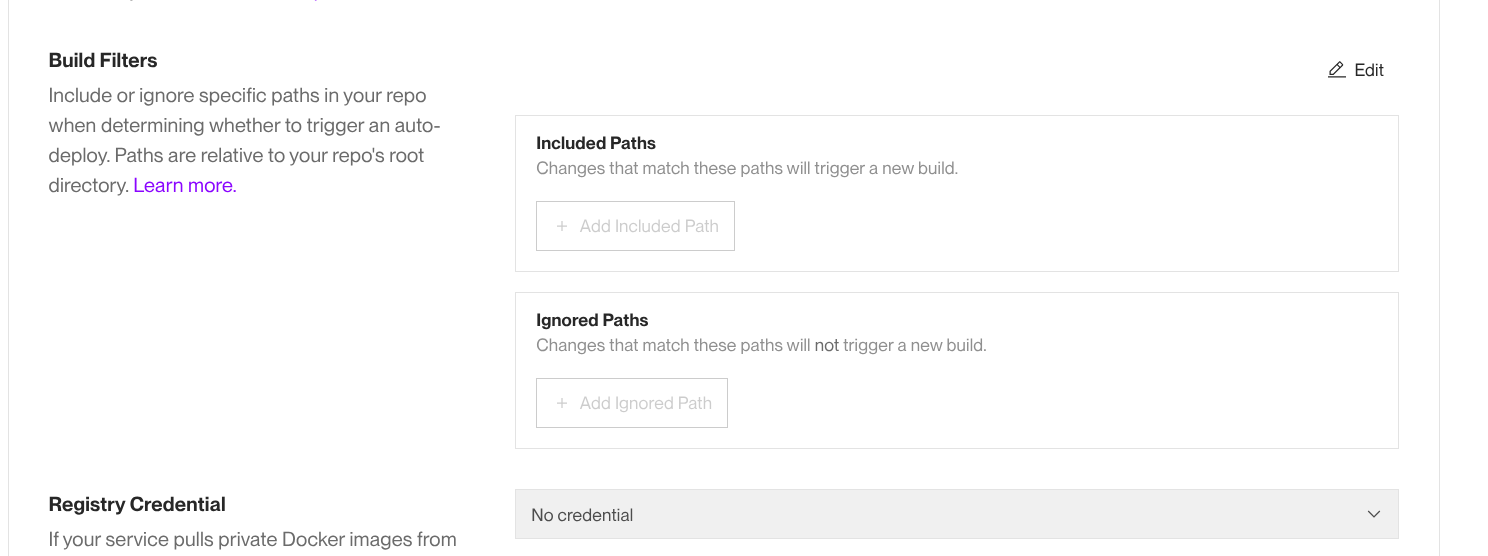 Build Filters
Edit
Include or ignore specific paths in your repo
when determining whether to trigger an auto-
deploy. Paths are relative to your repo's root
directory. Learn more.
Included Paths
Changes that match these paths will trigger a new build.
+ Add Included Path
Ignored Paths
Changes that match these paths will not trigger a new build.
+ Add Ignored Path
Registry Credential
If your service pulls private Docker images from
No credential